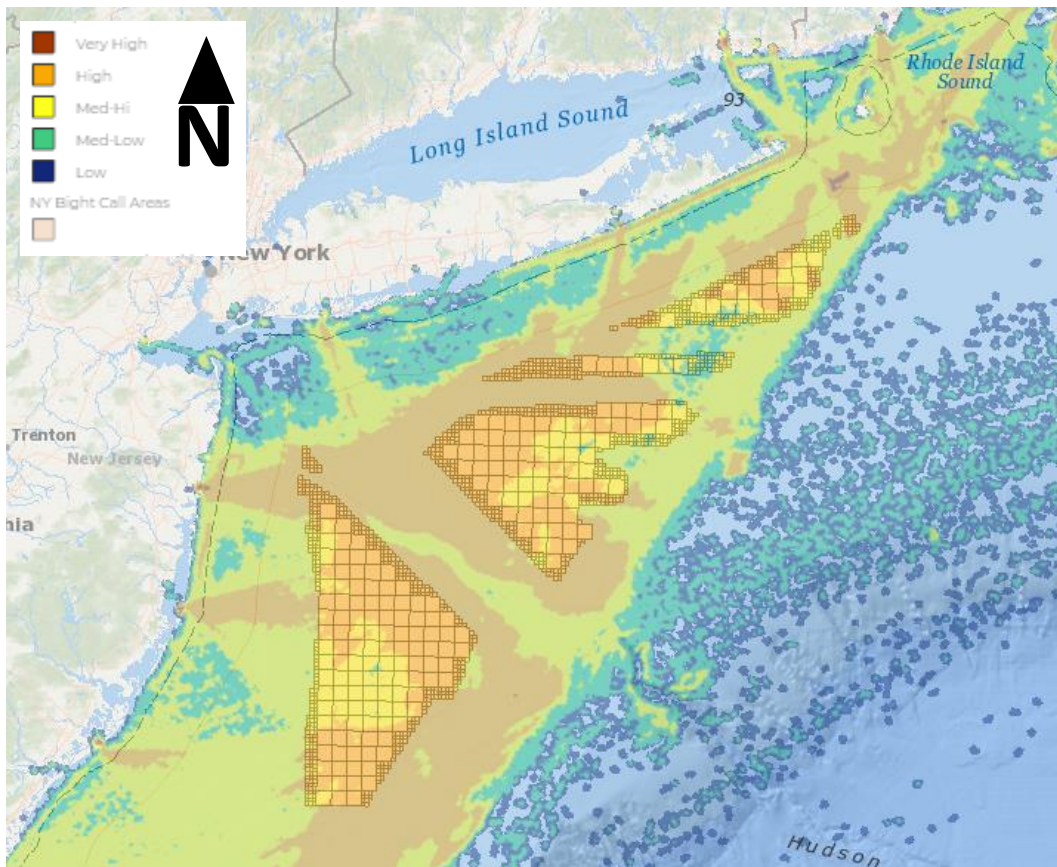 Very High
High
Med-Hi
Med-Low
Low
NY Bight Call Areas
N
Rhode Island
Sound
93
Long Island Sound
New York
Trenton
New Jersey
nia
Hudson